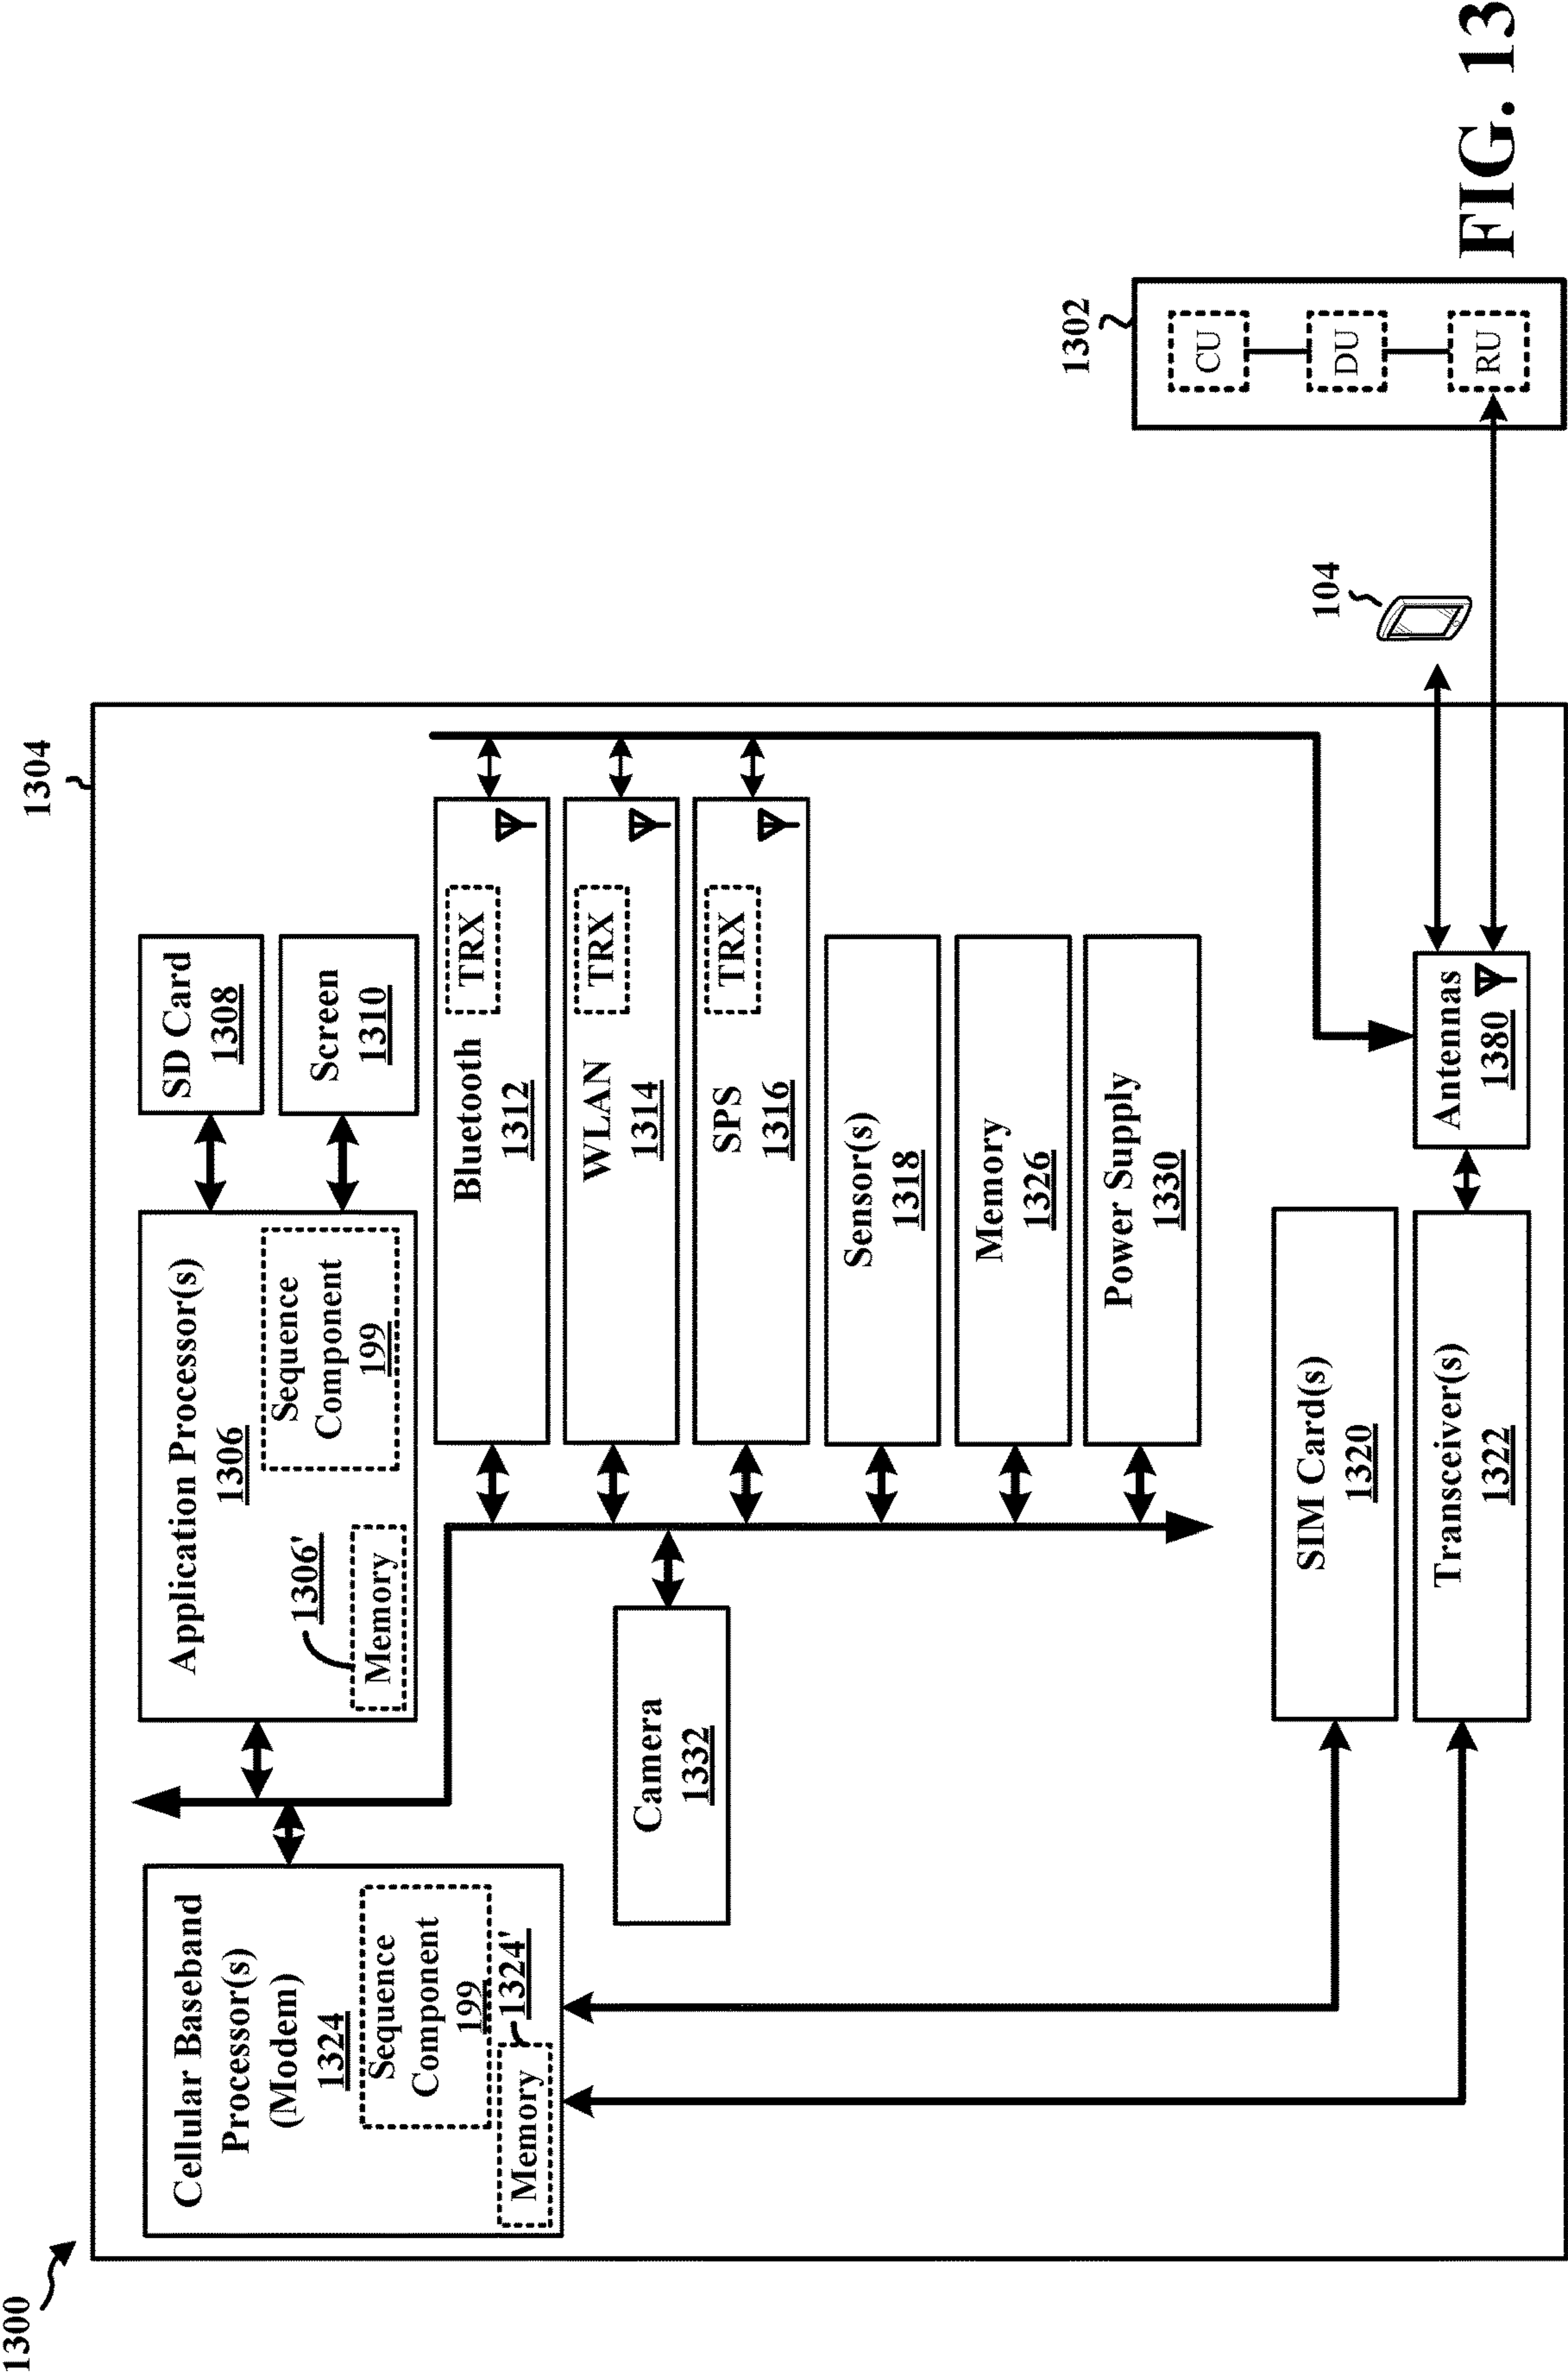 1300
1304
Cellular Baseband
Processor(s)
(Modem)
1324
Sequence
Component
199
1324'
Memory
Application Processor(s)
1306
1306'
Memory
Sequence
Component
199
SD Card
1308
Screen
1310
Bluetooth
1312
TRX
WLAN
1314
TRX
SPS
1316
TRX
Camera
1332
Sensor(s)
1318
Memory
1326
Power Supply
1330
SIM Card(s)
1320
Transceiver(s)
1322
Antennas
1380
104
1302
CU
DU
RU
FIG. 13